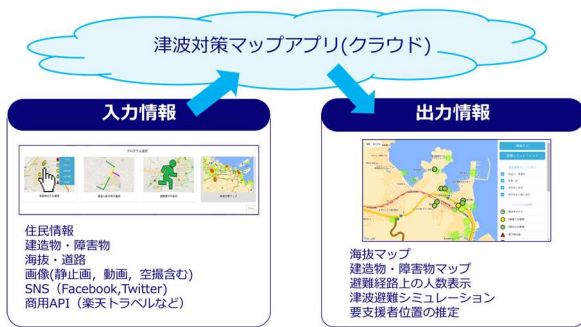 津波対策マップアプリ(クラウド)
入力情報
住民情報
建造物・障害物
海抜・道路
画像(静止画，動画，空撮含む)
SNS（Facebook,Twitter）
商用API（楽天トラベルなど）
出力情報
海抜マップ
建造物・障害物マップ
避難経路上の人数表示
津波避難シミュレーション
要支援者位置の推定